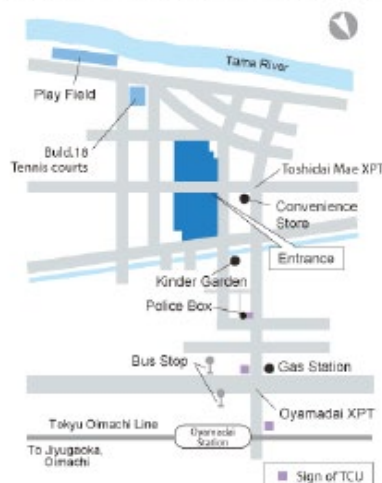 Tama River
Play Field
Build.18
Tennis courts
Toshidai Mae XPT
Convenience
Store
Entrance
Kinder Garden
Police Box
Bus Stop
Gas Station
Oyamadai XPT
Tokyu Oimachi Line
Oyamadai
Station
To Jiyugaoka,
Oimachi
Sign of TCU